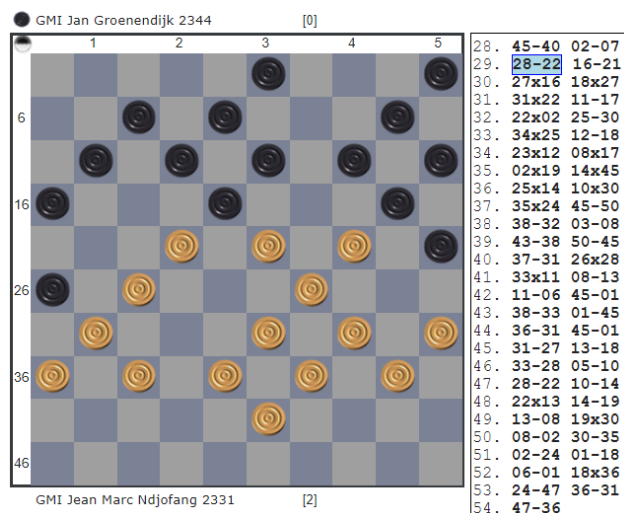 GMI Jan Groenendijk 2344 [0]
1 2 3 4 5
6
16
26
36
46
GMI Jean Marc Ndjofang 2331 [2]
28. 45-40 02-07
29. 28-22 16-21
30. 27x16 18x27
31. 31x22 11-17
32. 22x02 25-30
33. 34x25 12-18
34. 23x12 08x17
35. 02x19 14x45
36. 25x14 10x30
37. 35x24 45-50
38. 38-32 03-08
39. 43-38 50-45
40. 37-31 26x28
41. 33x11 08-13
42. 11-06 45-01
43. 38-33 01-45
44. 36-31 45-01
45. 31-27 13-18
46. 33-28 05-10
47. 28-22 10-14
48. 22x13 14-19
49. 13-08 19x30
50. 08-02 30-35
51. 02-24 01-18
52. 06-01 18x36
53. 24-47 36-31
54. 47-36